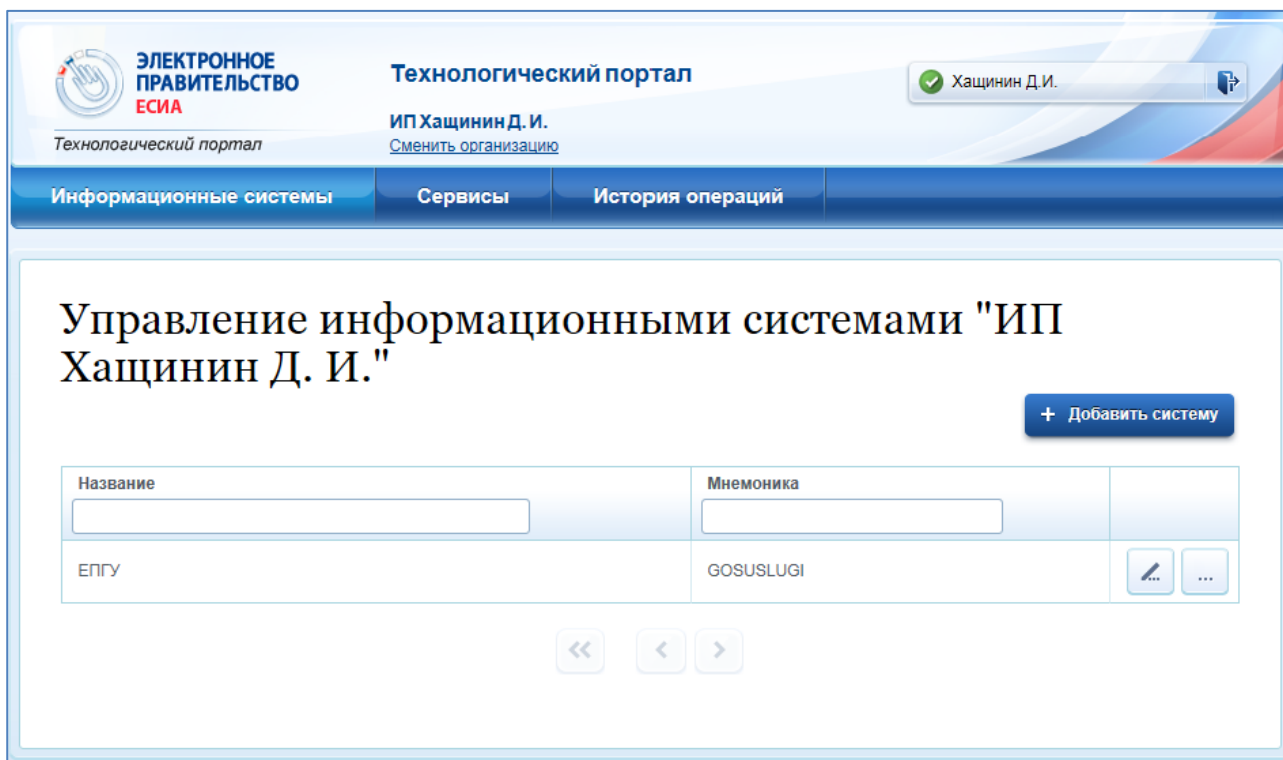 ЭЛЕКТРОННОЕ
ПРАВИТЕЛЬСТВО
ЕСИА
Технологический портал
Технологический портал
ИП Хащинин Д. И.
Сменить организацию
Хащинин Д.И.
Информационные системы
Сервисы
История операций
Управление информационными системами "ИП
Хащинин Д. И."
+ Добавить систему
Название
Мнемоника
ЕПГУ
GOSUSLUGI
...